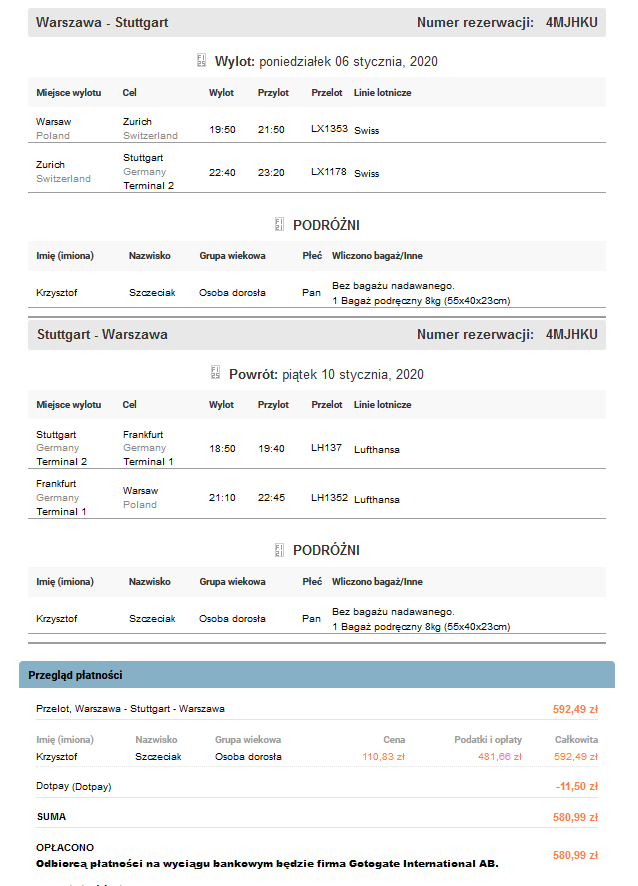 Warszawa - Stuttgart Numer rezerwacji: 4MJHKU
Wylot: poniedziałek 06 stycznia, 2020
Miejsce wylotu Cel Wylot Przylot Przelot Linie lotnicze
Warsaw Zurich
Poland Switzerland 19:50 21:50 LX1353 Swiss
Stuttgart
Zurich Germany 22:40 23:20 LX1178 Swiss
Switzerland Terminal 2
PODRÓŻNI
Imię (imiona) Nazwisko Grupa wiekowa Płeć Wliczono bagaż/Inne
Bez bagażu nadawanego.
Krzysztof Szczeciak Osoba dorosła Pan
1 Bagaż podręczny 8kg (55x40x23cm)
Stuttgart - Warszawa Numer rezerwacji: 4MJHKU
Powrót: piątek 10 stycznia, 2020
Miejsce wylotu Cel Wylot Przylot Przelot Linie lotnicze
Stuttgart Frankfurt
Germany Germany 18:50 19:40 LH137 Lufthansa
Terminal 2 Terminal 1
Frankfurt Warsaw
Germany Poland 21:10 22:45 LH1352 Lufthansa
Terminal 1
PODRÓŻNI
Imię (imiona) Nazwisko Grupa wiekowa Płeć Wliczono bagaż/Inne
Bez bagażu nadawanego.
Krzysztof Szczeciak Osoba dorosła Pan
1 Bagaż podręczny 8kg (55x40x23cm)
Przegląd płatności
Przelot, Warszawa - Stuttgart - Warszawa 592,49 zł
Imię (imiona) Nazwisko Grupa wiekowa Cena Podatki i opłaty Całkowita
Krzysztof Szczeciak Osoba dorosła 110,83 zł 481,66 zł 592,49 zł
Dotpay (Dotpay) -11,50 zł
SUMA 580,99 zł
OPŁACONO 580,99 zł
Odbiorcą płatności na wyciągu bankowym będzie firma Gotogate International AB.